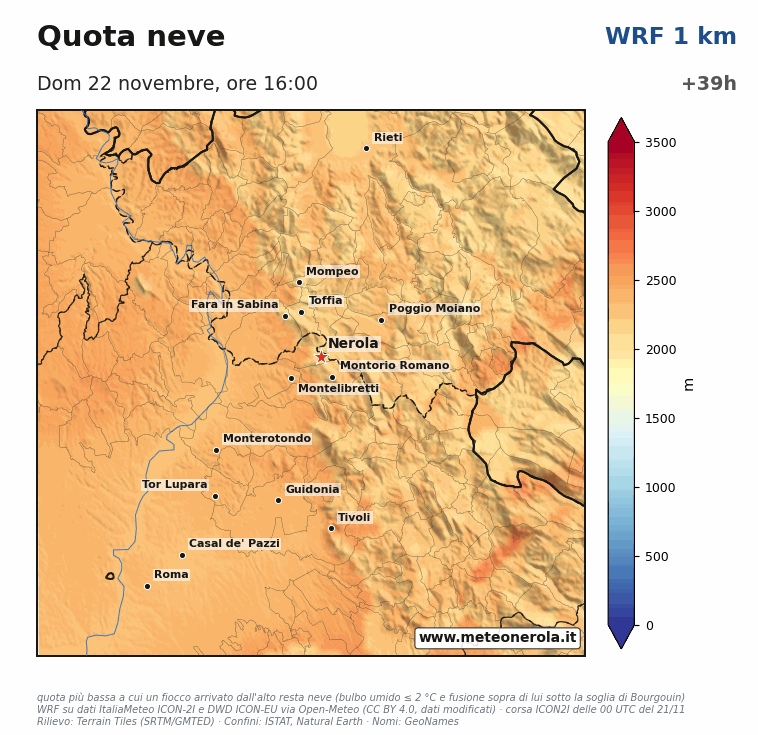 Quota neve
WRF 1 km
Dom 22 novembre, ore 16:00
+39h
Rieti
Mompeo
Toffia
Fara in Sabina
Poggio Moiano
Nerola
Montorio Romano
Montelibretti
Monterotondo
Tor Lupara
Guidonia
Tivoli
Casal de' Pazzi
Roma
www.meteonerola.it
3500
3000
2500
2000
1500
1000
500
0
m
quota più bassa a cui un fiocco arrivato dall'alto resta neve (bulbo umido ≤ 2 °C e fusione sopra di lui sotto la soglia di Bourgouin)
WRF su dati ItaliaMeteo ICON-2I e DWD ICON-EU via Open-Meteo (CC BY 4.0, dati modificati) · corsa ICON2I delle 00 UTC del 21/11
Rilievo: Terrain Tiles (SRTM/GMTED) · Confini: ISTAT, Natural Earth · Nomi: GeoNames